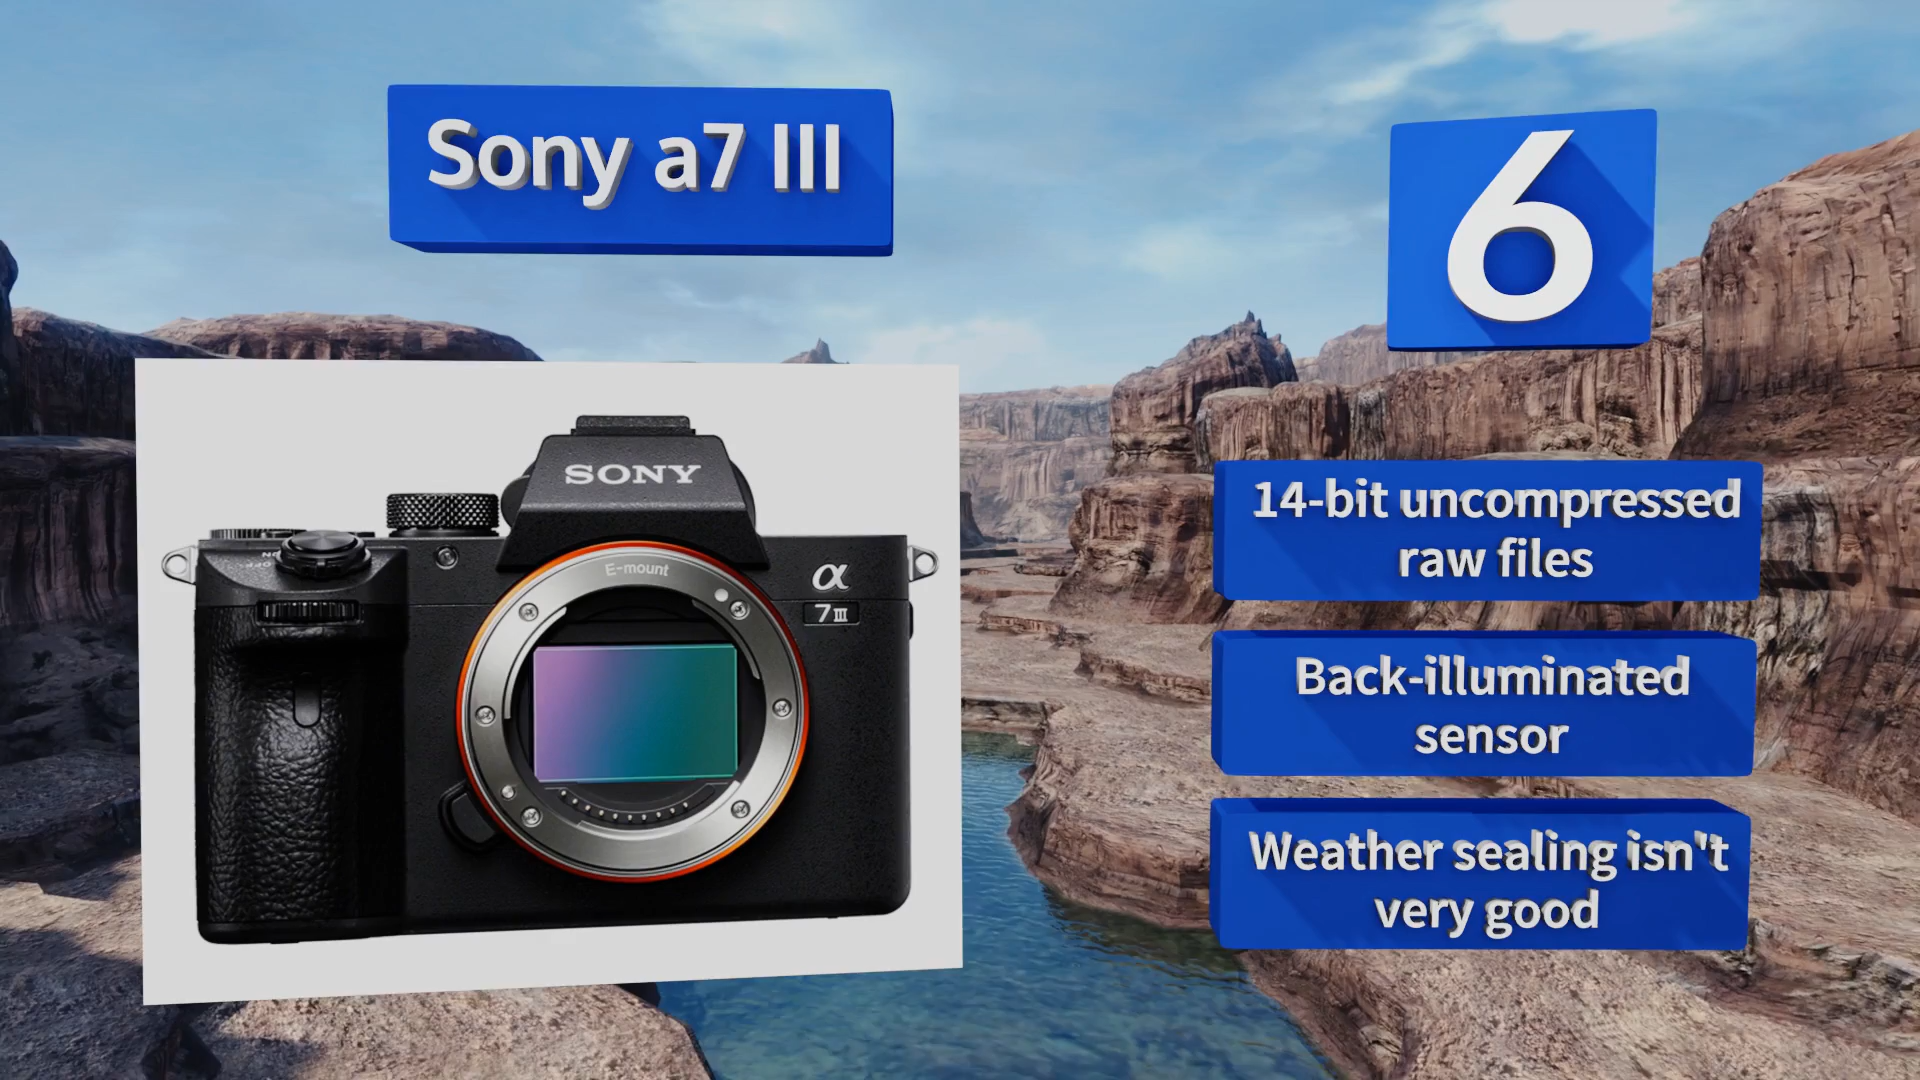 Sony a7 III
6
SONY
E-mount
α
7III
14-bit uncompressed
raw files
Back-illuminated
sensor
Weather sealing isn't
very good